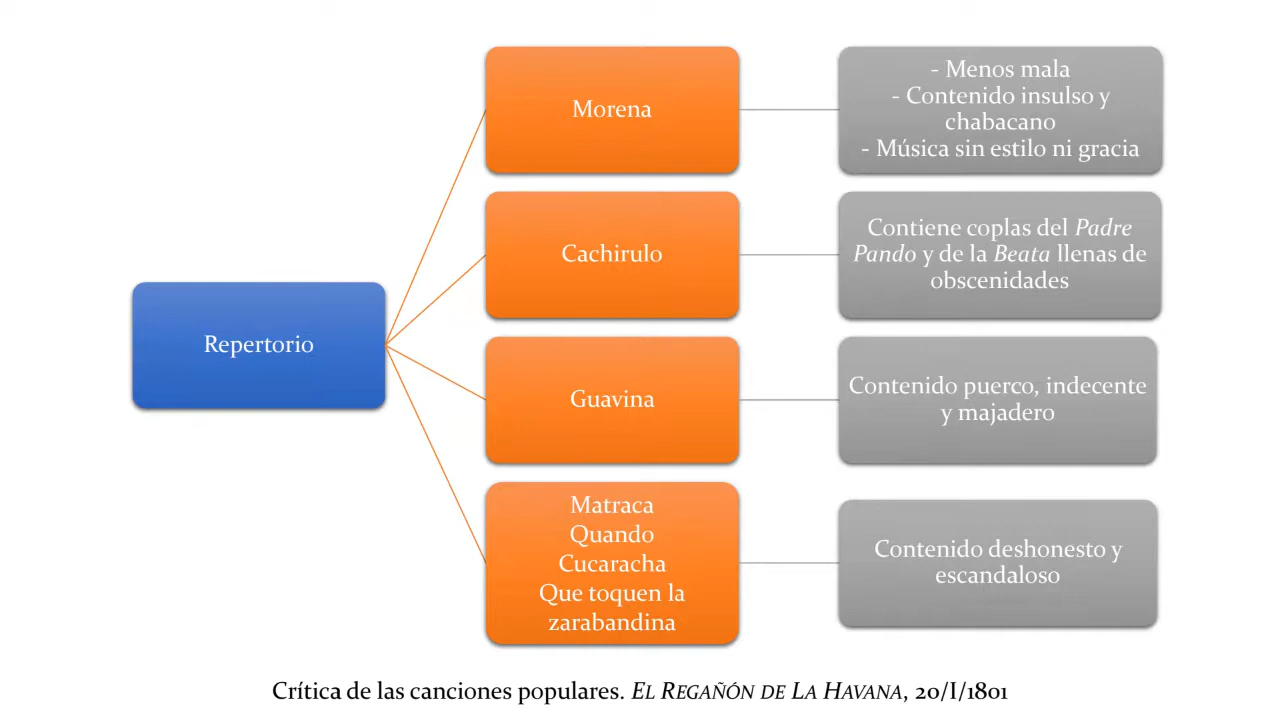 Repertorio
Morena
- Menos mala
- Contenido insulso y
chabacano
- Música sin estilo ni gracia
Cachirulo
Contiene coplas del Padre
Pando y de la Beata llenas de
obscenidades
Guavina
Contenido puerco, indecente
y majadero
Matraca
Quando
Cucaracha
Que toquen la
zarabandina
Contenido deshonesto y
escandaloso
Crítica de las canciones populares. EL REGAÑÓN DE LA HAVANA, 20/I/1801